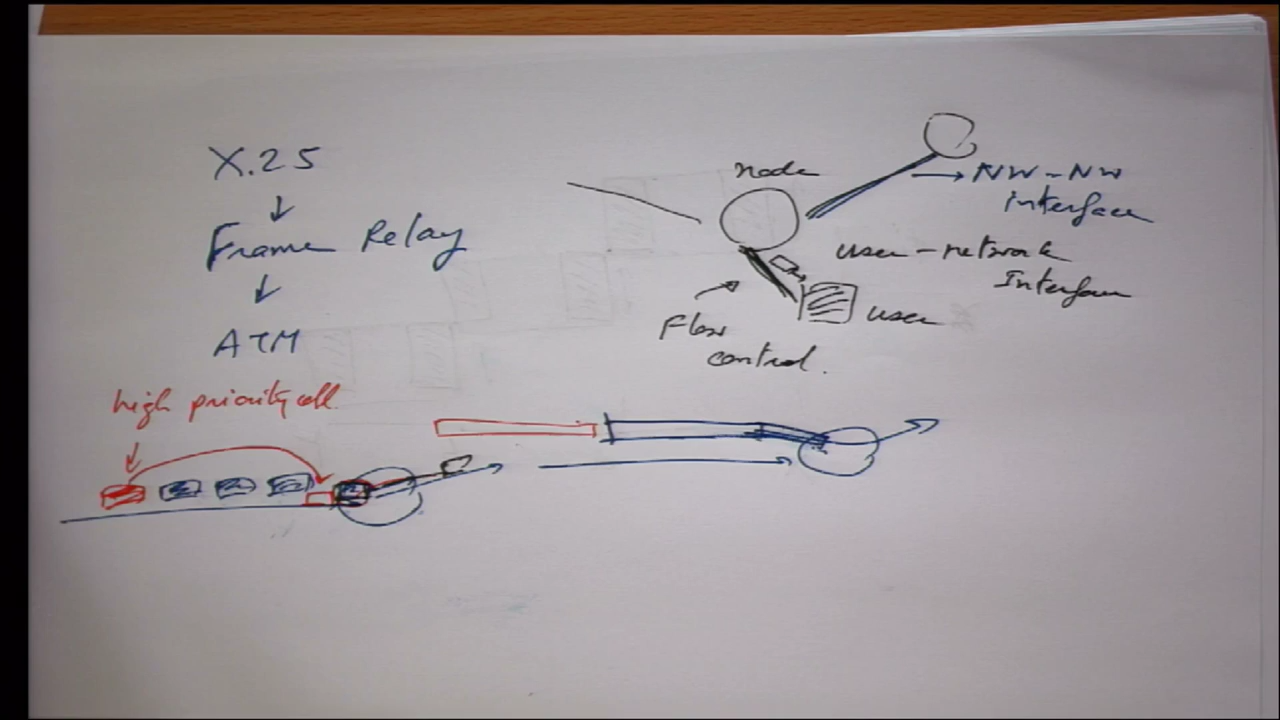 X.25
Frame Relay
ATM
high priority cell
node
NW-NW
interface
user-network
Interface
user
Flow
control.